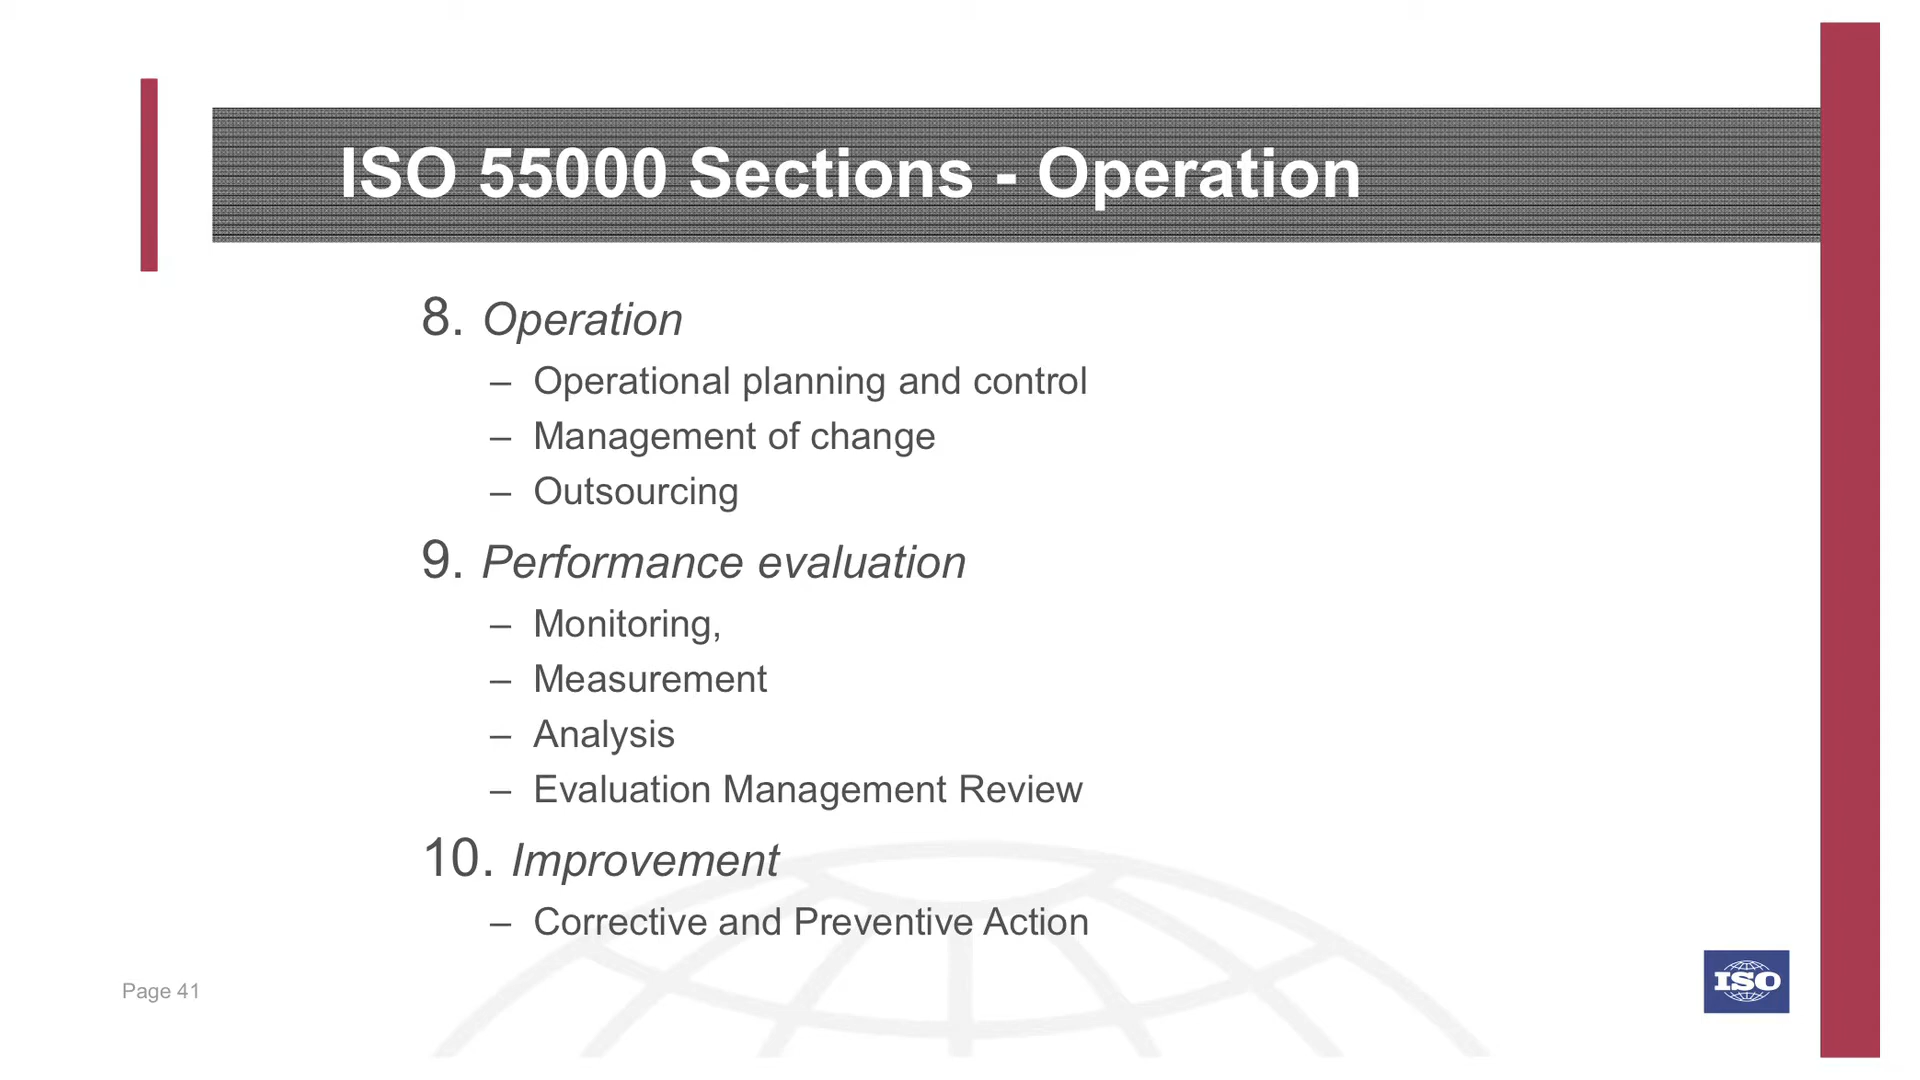 ISO 55000 Sections - Operation
8. Operation
– Operational planning and control
– Management of change
– Outsourcing
9. Performance evaluation
– Monitoring,
– Measurement
– Analysis
– Evaluation Management Review
10. Improvement
– Corrective and Preventive Action
Page 41
ISO